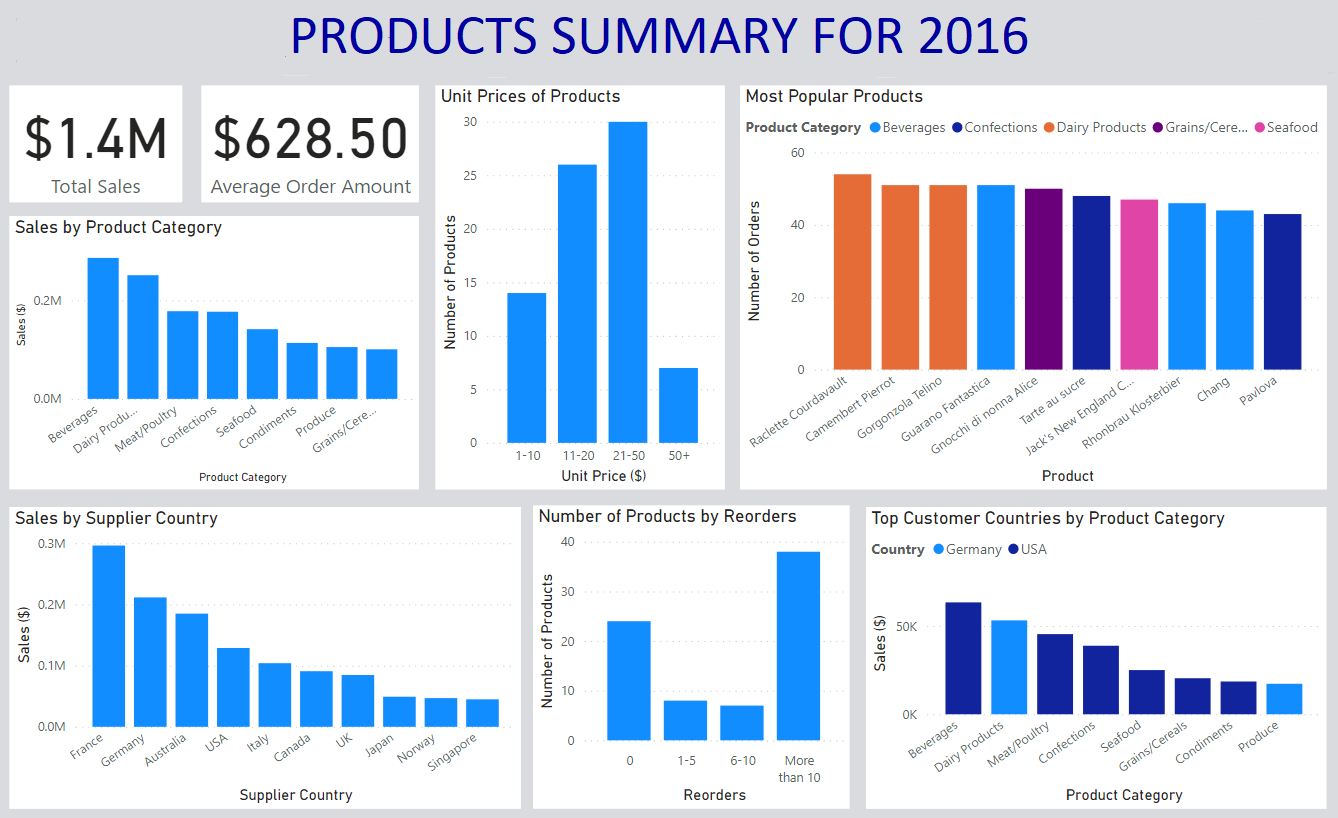 PRODUCTS SUMMARY FOR 2016
$1.4M
Total Sales
$628.50
Average Order Amount
Sales by Product Category
Sales ($)
0.2M
0.0M
Beverages
Dairy Produ...
Meat/Poultry
Confections
Seafood
Condiments
Produce
Grains/Cere...
Product Category
Unit Prices of Products
Number of Products
30
25
20
15
10
5
0
1-10 11-20 21-50 50+
Unit Price ($)
Most Popular Products
Product Category Beverages Confections Dairy Products Grains/Cere... Seafood
Number of Orders
60
40
20
0
Raclette Courdavault
Camembert Pierrot
Gorgonzola Telino
Guarano Fantastica
Gnocchi di nonna Alice
Tarte au sucre
Jack's New England C...
Rhonbrau Klosterbier
Chang
Pavlova
Product
Sales by Supplier Country
Sales ($)
0.3M
0.2M
0.1M
0.0M
France
Germany
Australia
USA
Italy
Canada
UK
Japan
Norway
Singapore
Supplier Country
Number of Products by Reorders
Number of Products
40
30
20
10
0
0 1-5 6-10 More
than 10
Reorders
Top Customer Countries by Product Category
Country Germany USA
Sales ($)
50K
0K
Beverages
Dairy Products
Meat/Poultry
Confections
Seafood
Grains/Cereals
Condiments
Produce
Product Category